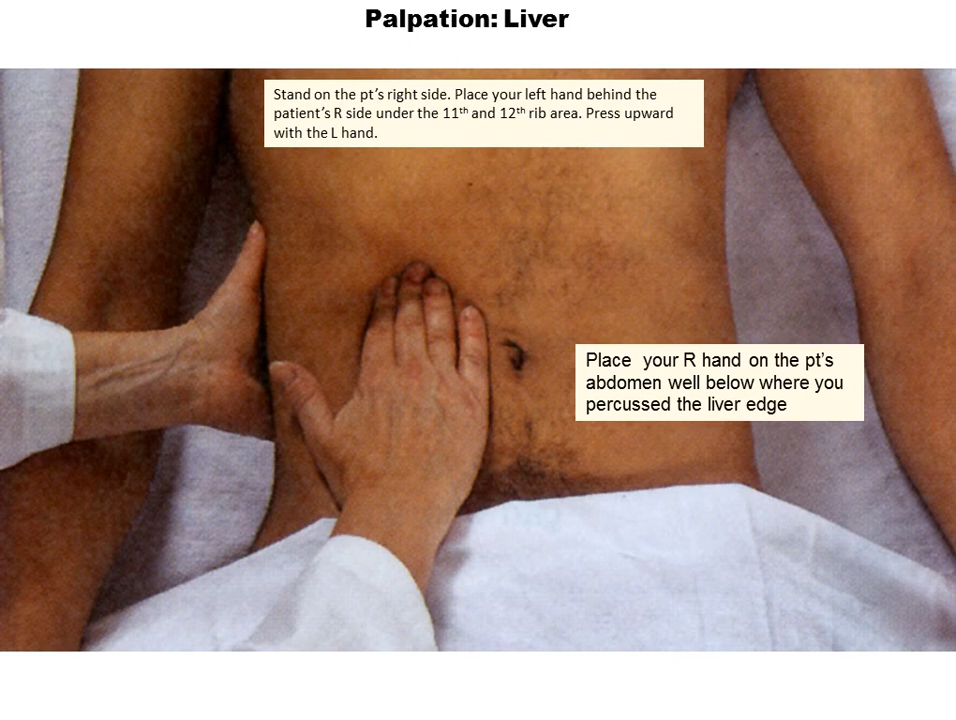 Palpation: Liver
Stand on the pt’s right side. Place your left hand behind the
patient’s R side under the 11th and 12th rib area. Press upward
with the L hand.
Place your R hand on the pt’s
abdomen well below where you
percussed the liver edge